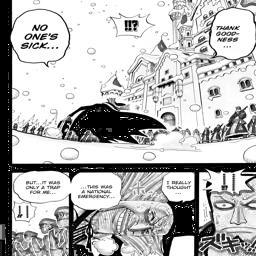 NO
ONE'S
SICK...
!!!?
THANK
GOOD-
NESS
...
BUT...IT WAS
ONLY A TRAP
FOR ME...
...THIS WAS
A NATIONAL
EMERGENCY...
I REALLY
THOUGHT
....